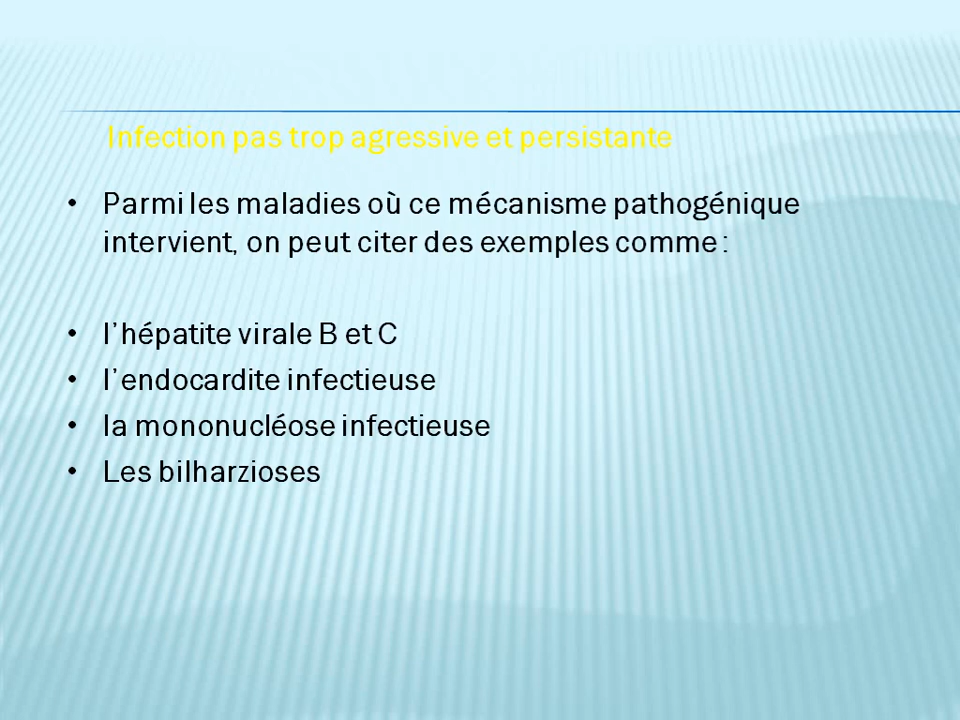 Infection pas trop agressive et persistante
• Parmi les maladies où ce mécanisme pathogénique
intervient, on peut citer des exemples comme :
• l'hépatite virale B et C
• l'endocardite infectieuse
• la mononucléose infectieuse
• Les bilharzioses